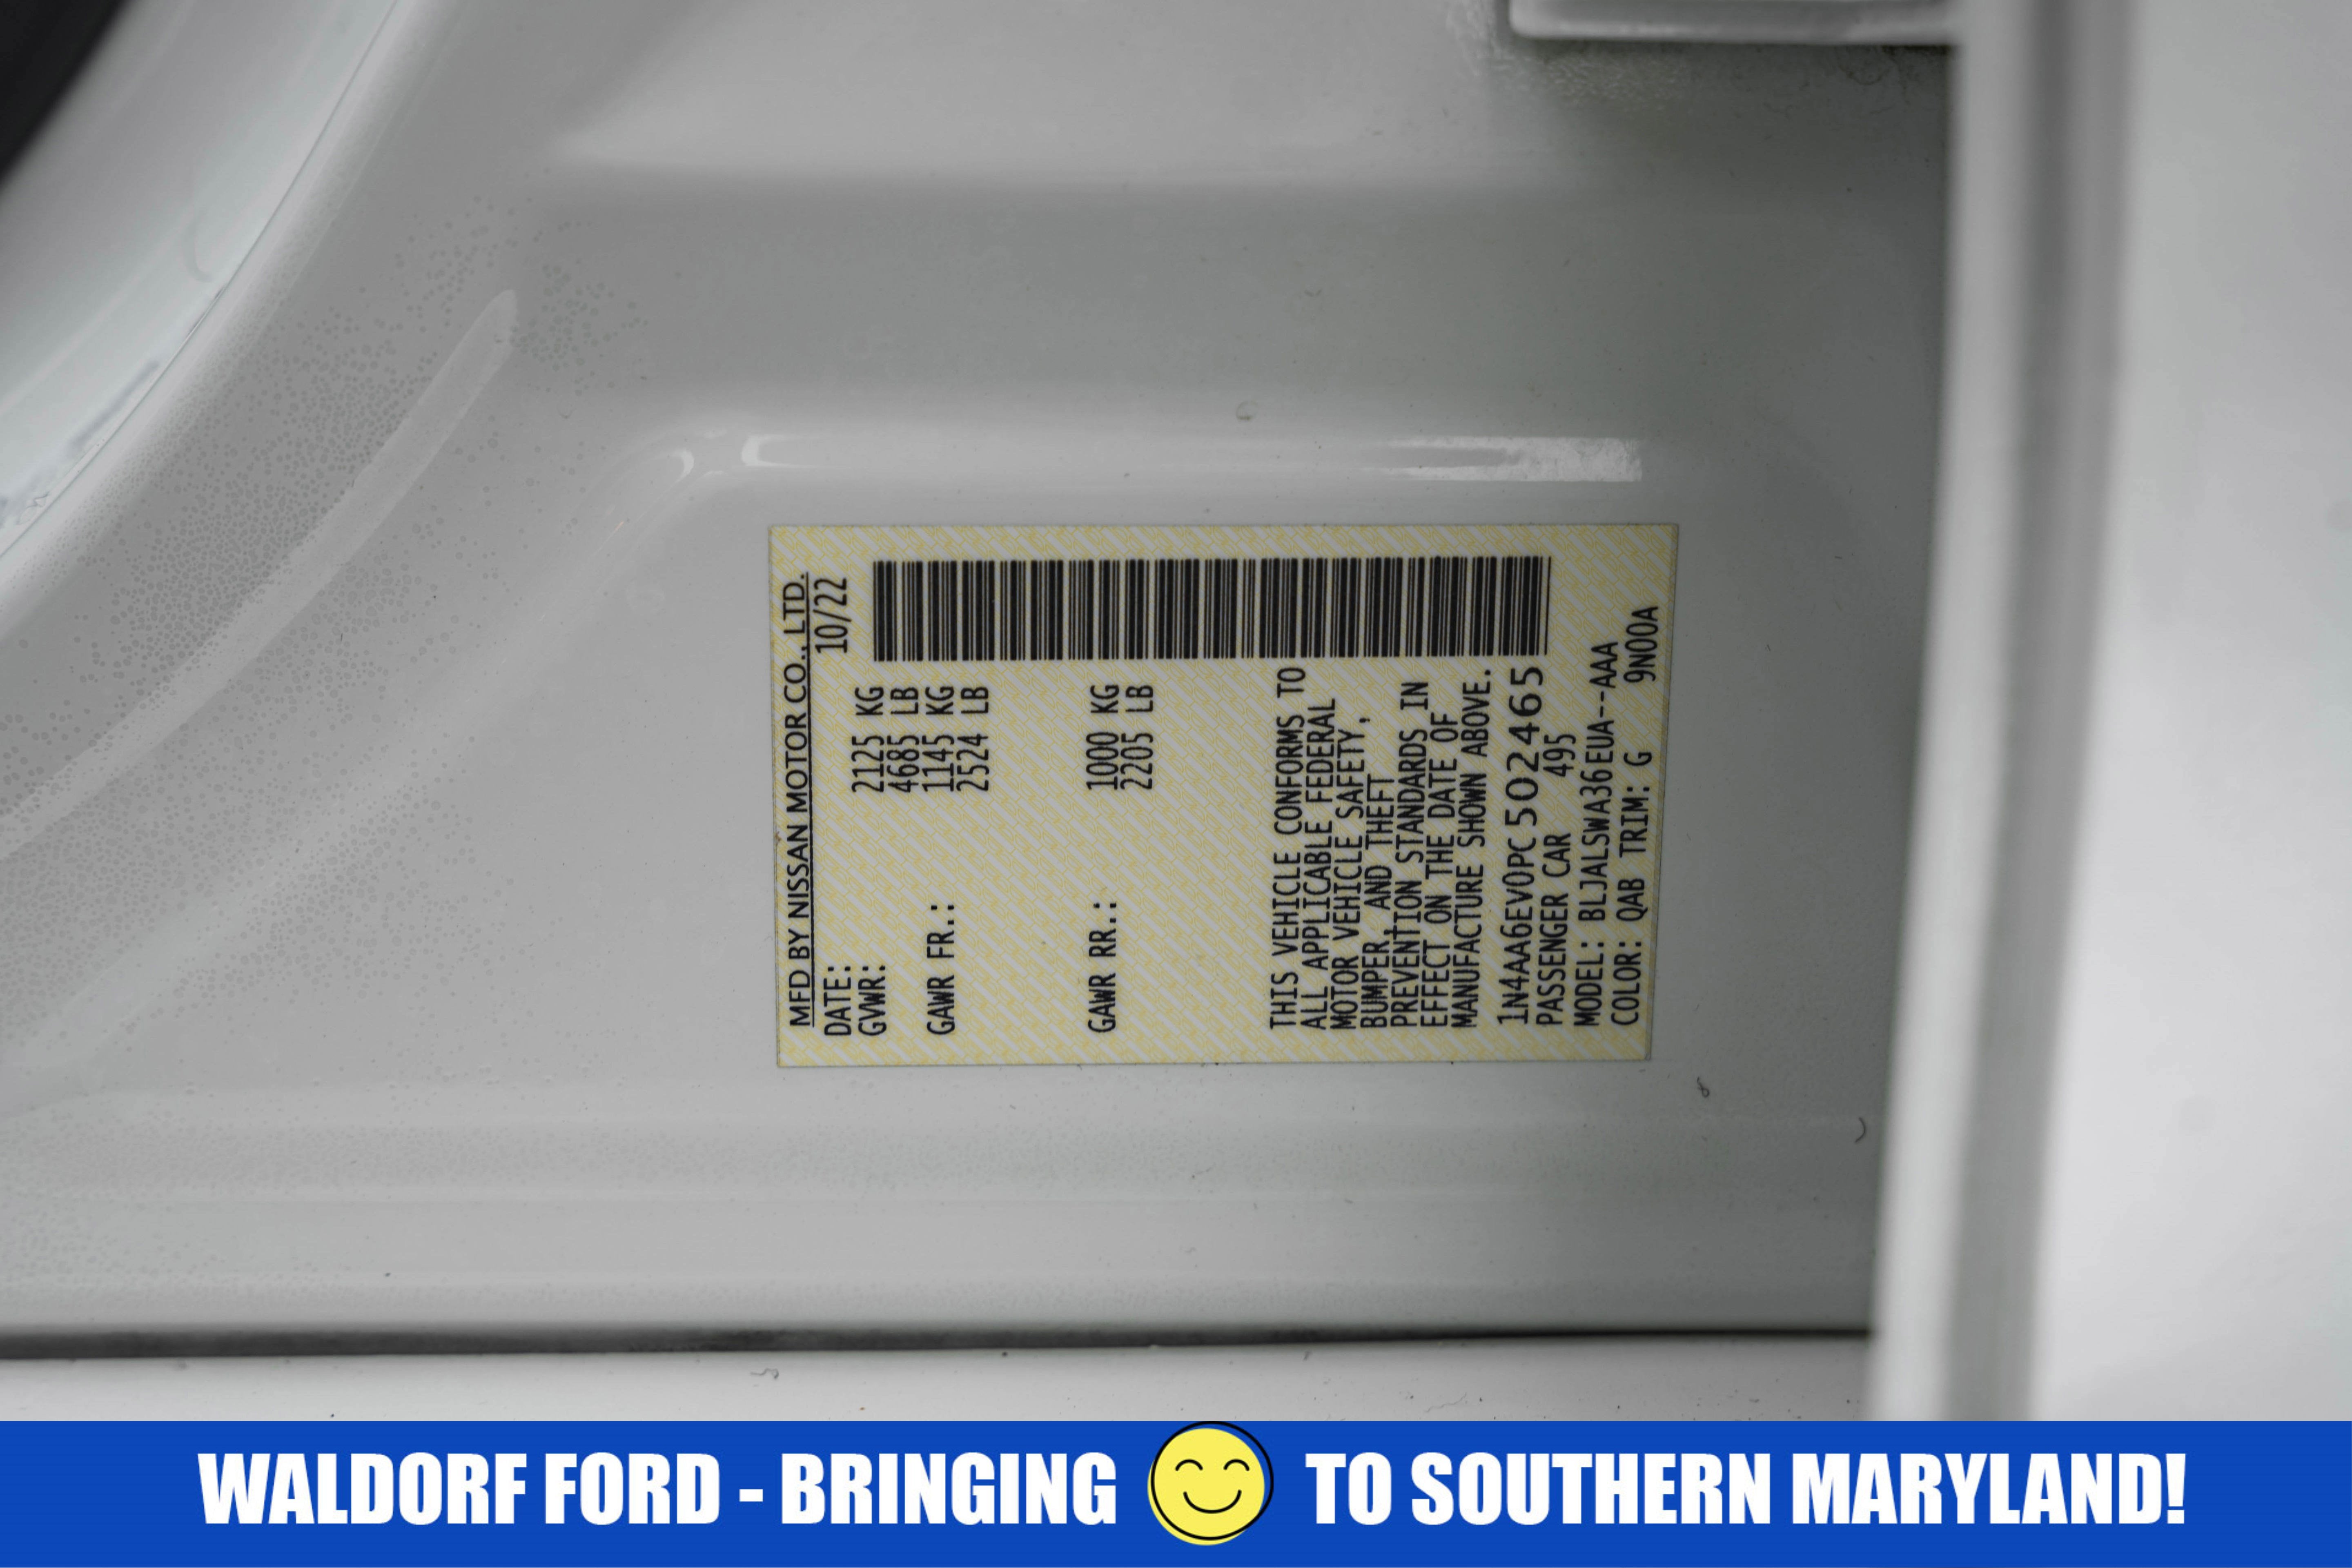 MFD BY NISSAN MOTOR CO., LTD.
DATE: 10/22
GVWR: 2125 KG
4685 LB
GAWR FR.: 1145 KG
2524 LB
GAWR RR.: 1000 KG
2205 LB
THIS VEHICLE CONFORMS TO
ALL APPLICABLE FEDERAL
MOTOR VEHICLE SAFETY,
BUMPER, AND THEFT
PREVENTION STANDARDS IN
EFFECT ON THE DATE OF
MANUFACTURE SHOWN ABOVE.
1N4AA6EV0PC502465
PASSENGER CAR 495
MODEL: BLJALSWA36EUA--AAA
COLOR: QAB TRIM: G 9N00A
WALDORF FORD - BRINGING TO SOUTHERN MARYLAND!